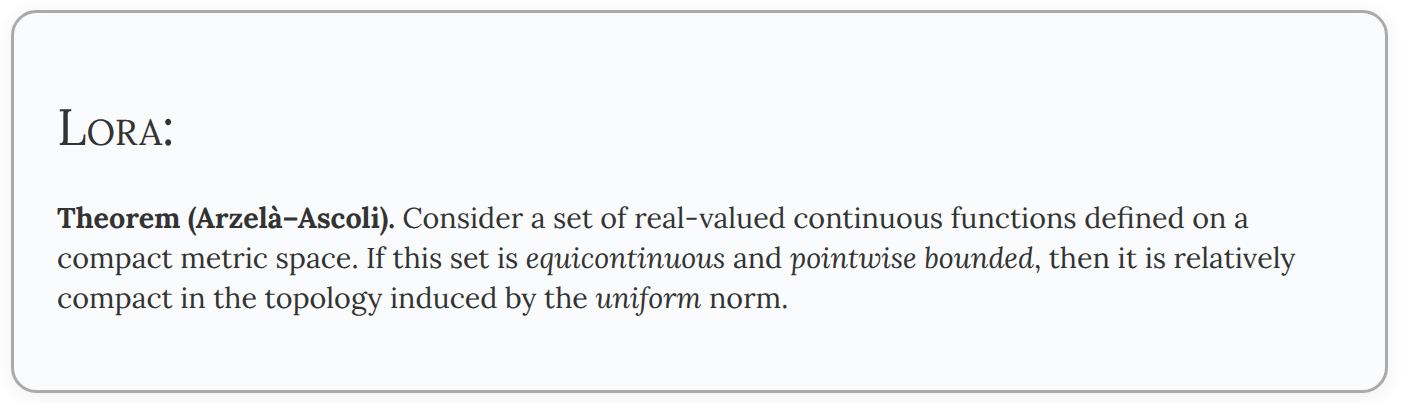 Lora:
Theorem (Arzelà–Ascoli). Consider a set of real-valued continuous functions defined on a
compact metric space. If this set is equicontinuous and pointwise bounded, then it is relatively
compact in the topology induced by the uniform norm.